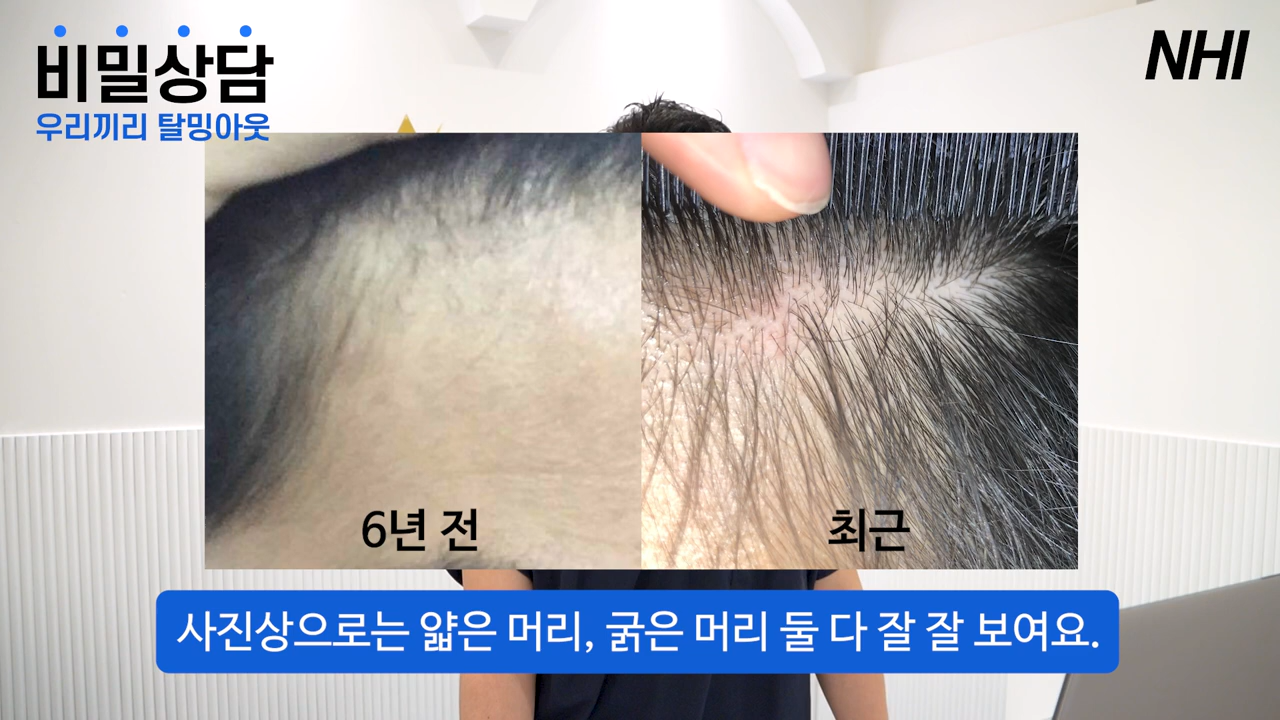 비밀상담
우리끼리 탈밍아웃
NHI
6년 전
최근
사진상으로는 얇은 머리, 굵은 머리 둘 다 잘 잘 보여요.